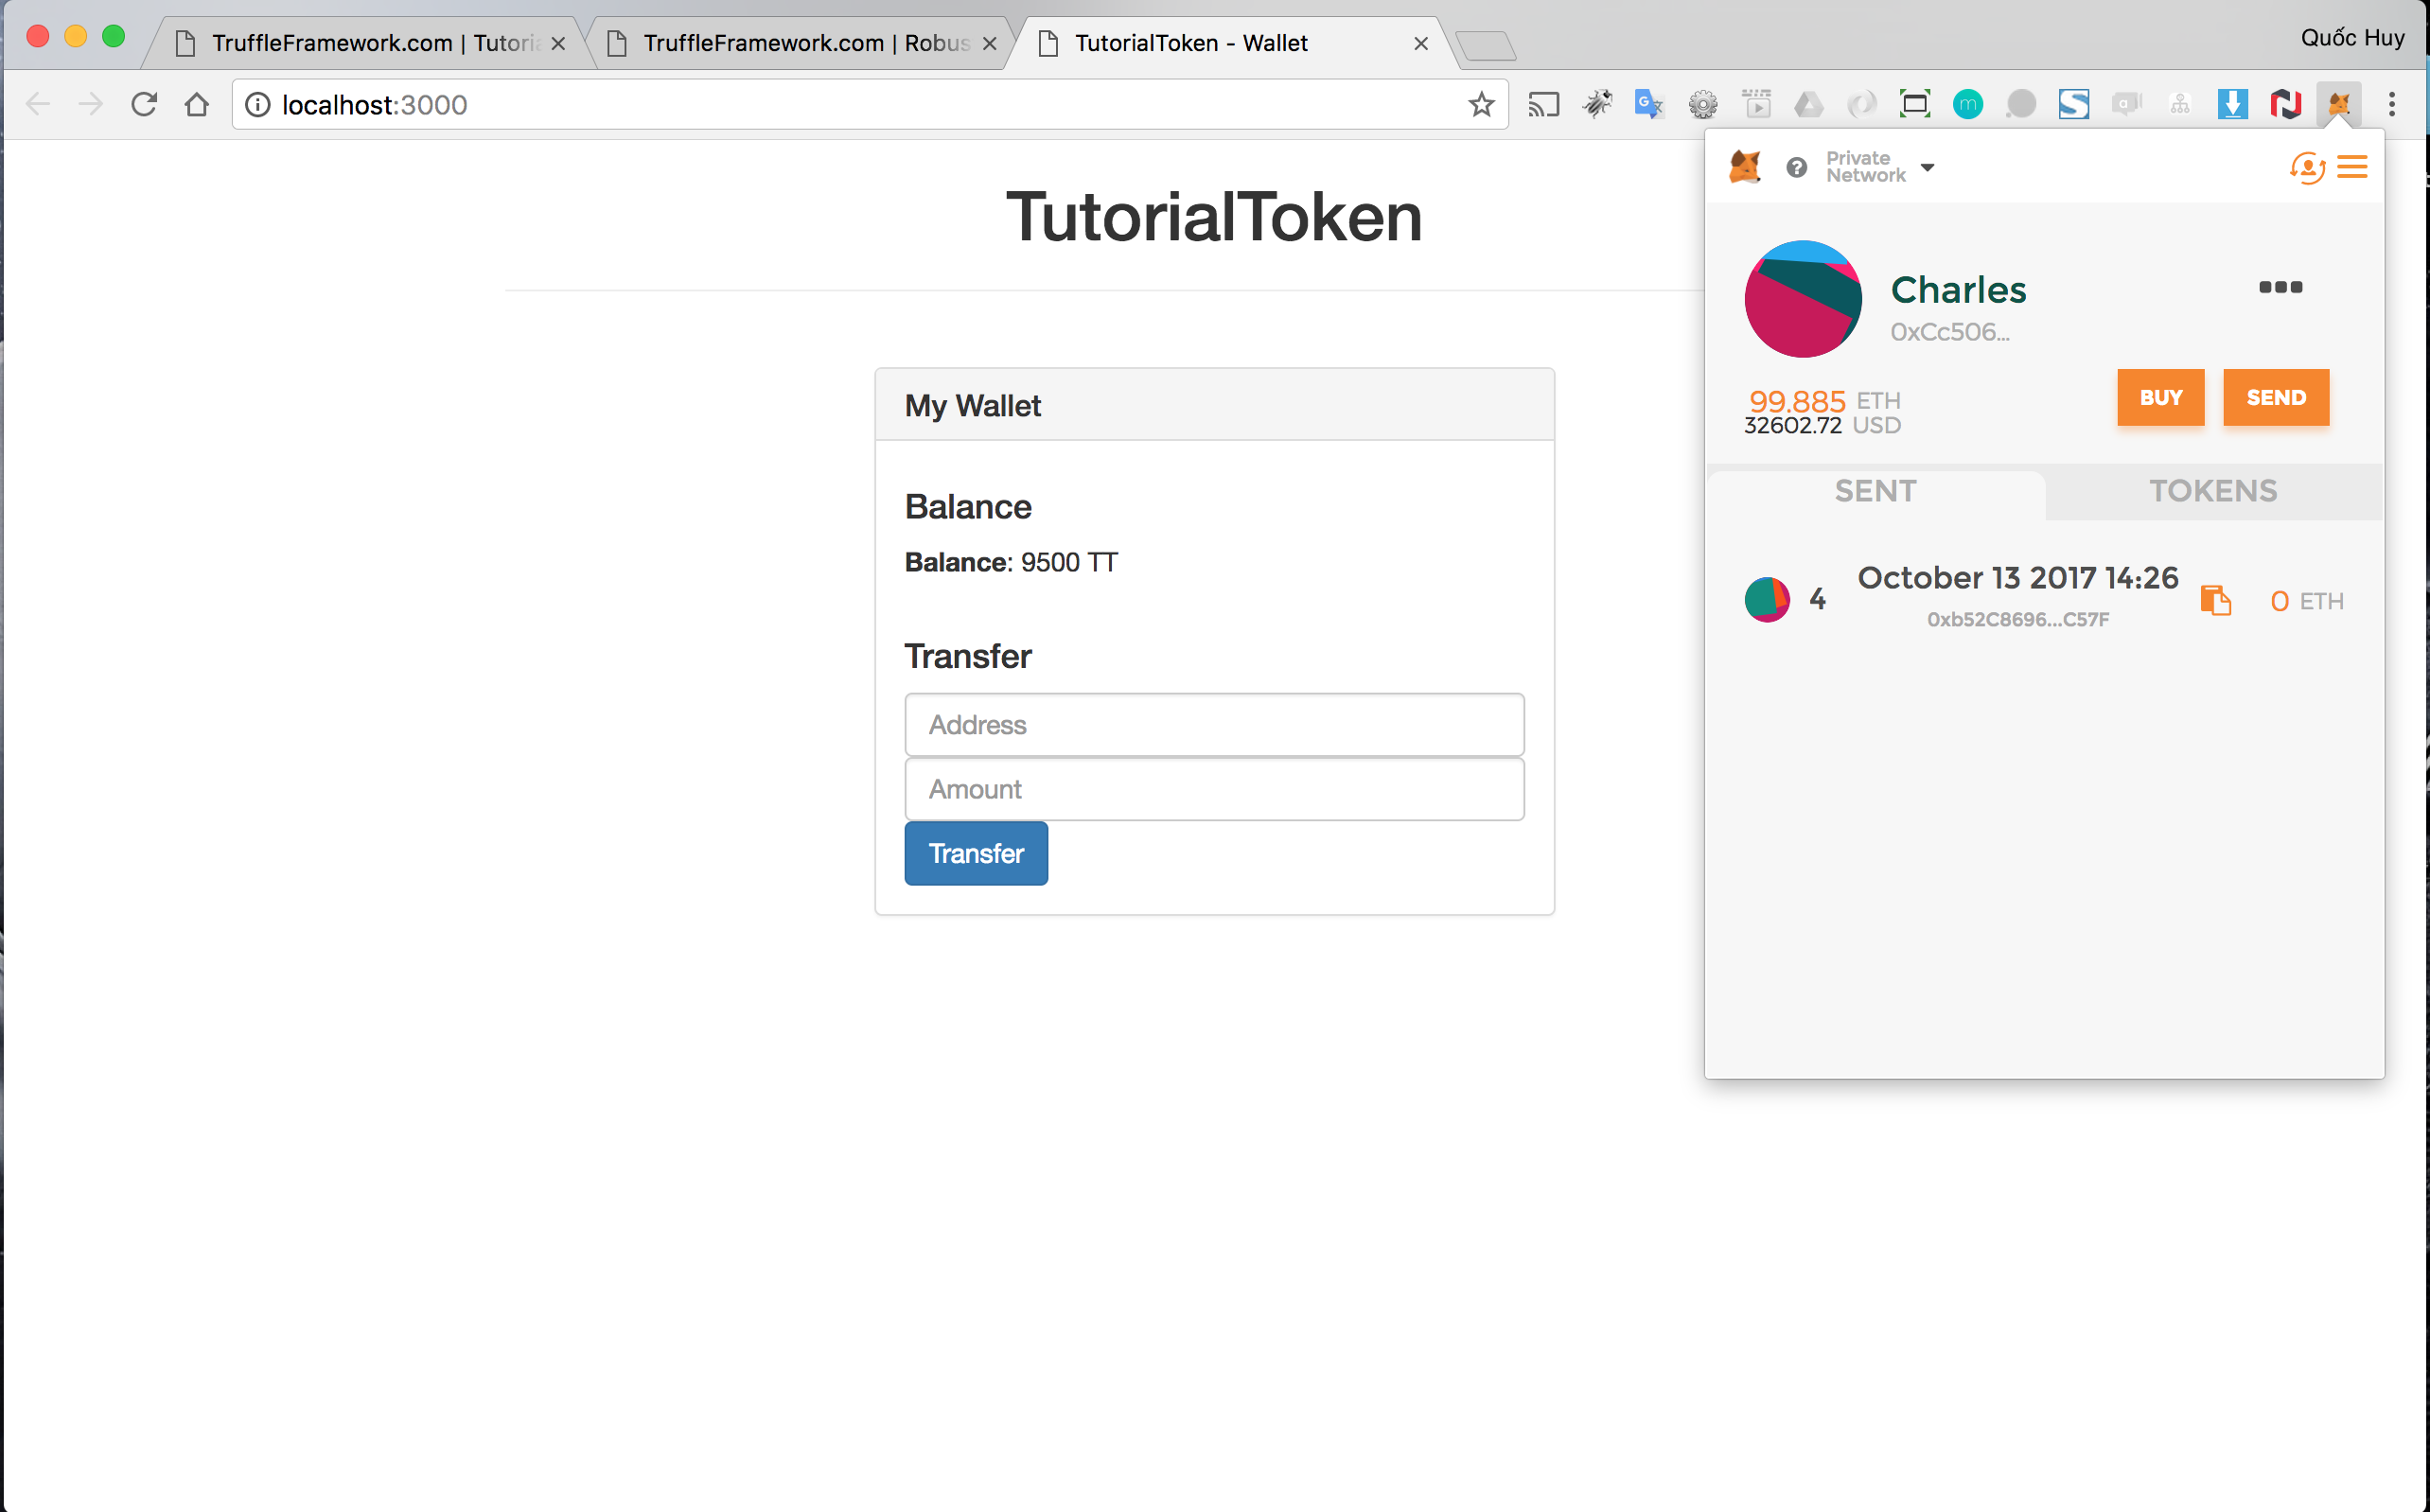 TruffleFramework.com | Tutoria
TruffleFramework.com | Robus
TutorialToken - Wallet
Quốc Huy
localhost:3000
TutorialToken
My Wallet
Balance
Balance: 9500 TT
Transfer
Address
Amount
Transfer
Private
Network
Charles
0xCc506...
99.885 ETH
32602.72 USD
BUY
SEND
SENT
TOKENS
4
October 13 2017 14:26
0xb52C8696...C57F
0 ETH